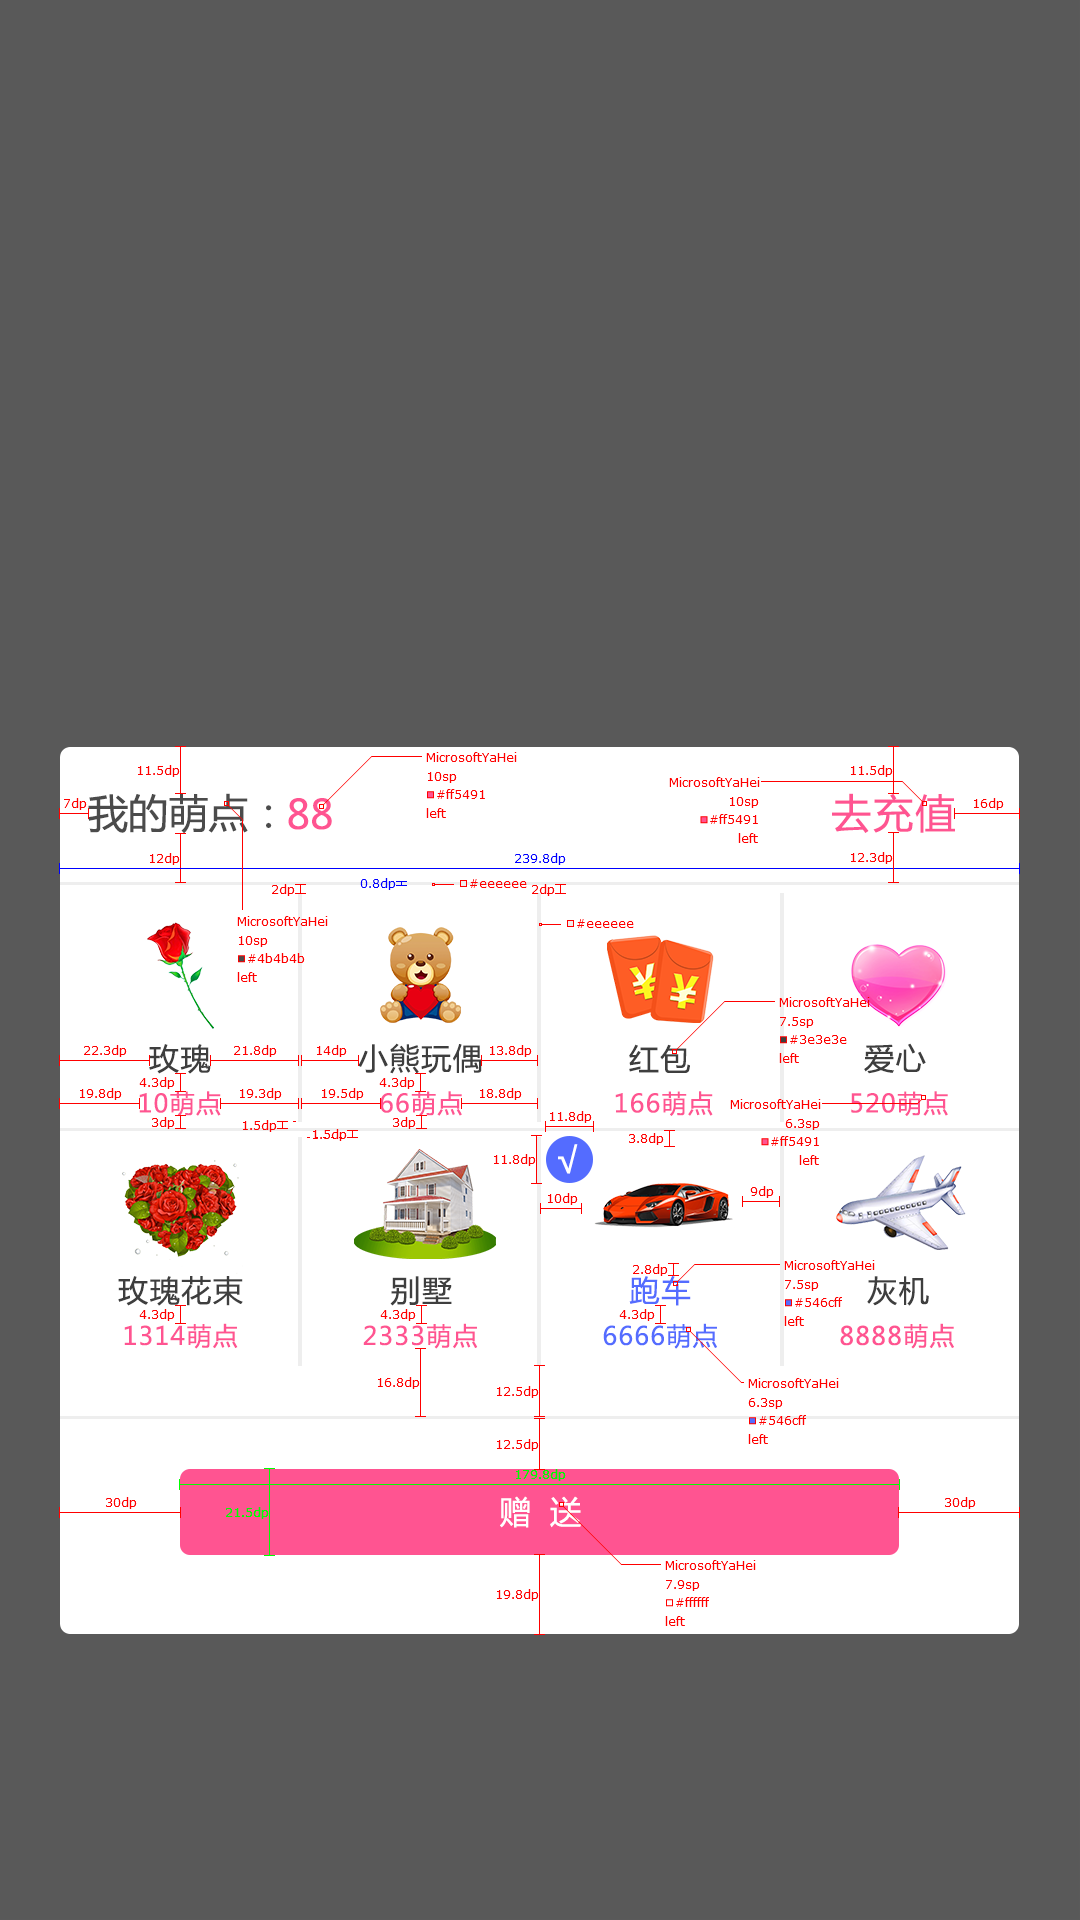 MicrosoftYaHei
10sp
#ff5491
left
MicrosoftYaHei
10sp
#ff5491
left
11.5dp
11.5dp
7dp
我的萌点：88
去充值
16dp
12dp
239.8dp
12.3dp
2dp
0.8dp
#eeeeee
2dp
MicrosoftYaHei
10sp
#4b4b4b
left
#eeeeee
MicrosoftYaHei
7.5sp
#3e3e3e
left
22.3dp
玫瑰
21.8dp
14dp
小熊玩偶
13.8dp
红包
爱心
4.3dp
4.3dp
19.8dp
10萌点
19.3dp
19.5dp
66萌点
18.8dp
166萌点
520萌点
MicrosoftYaHei
6.3sp
#ff5491
left
3dp
1.5dp
1.5dp
3dp
11.8dp
3.8dp
11.8dp
√
10dp
9dp
2.8dp
MicrosoftYaHei
7.5sp
#546cff
left
玫瑰花束
别墅
跑车
灰机
4.3dp
4.3dp
4.3dp
1314萌点
2333萌点
6666萌点
8888萌点
16.8dp
12.5dp
MicrosoftYaHei
6.3sp
#546cff
left
12.5dp
30dp
赠 送
30dp
MicrosoftYaHei
7.9sp
#ffffff
left
19.8dp